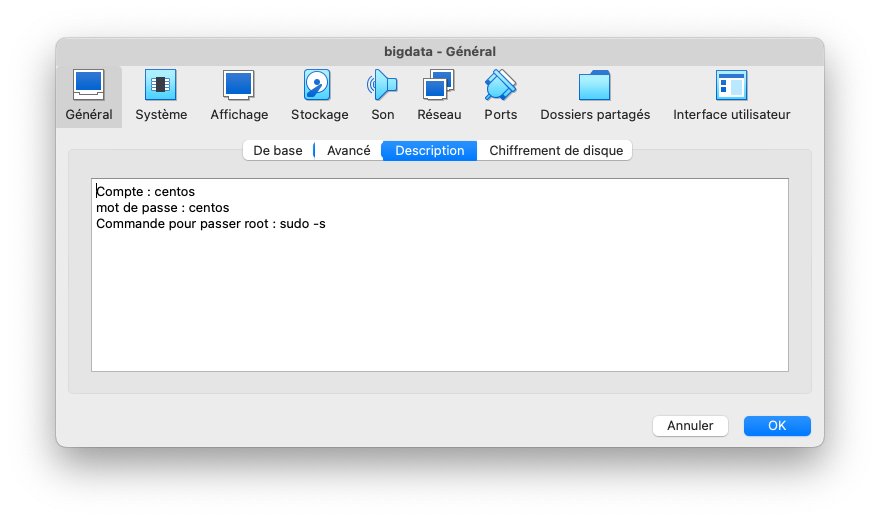 bigdata - Général
Général Système Affichage Stockage Son Réseau Ports Dossiers partagés Interface utilisateur
De base Avancé Description Chiffrement de disque
Compte : centos
mot de passe : centos
Commande pour passer root : sudo -s
Annuler OK